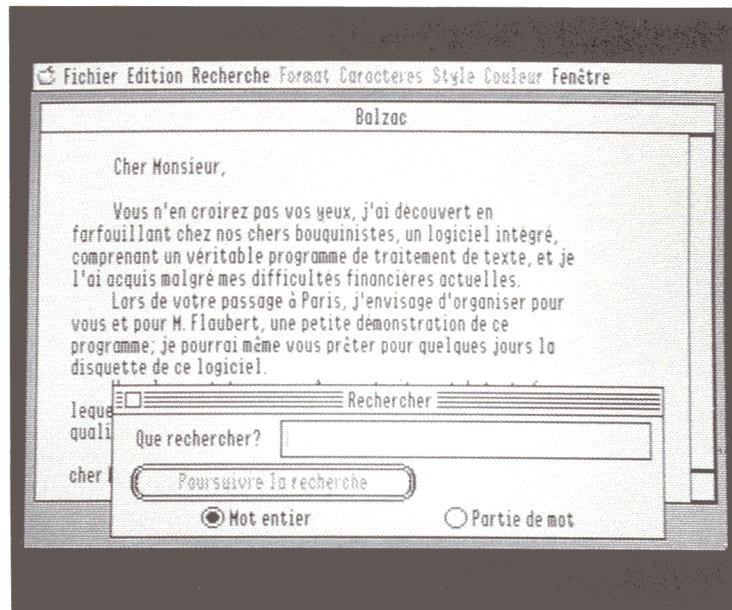 Fichier Edition Recherche Format Caracteres Style Couleur Fenêtre
Balzac
Cher Monsieur,
Vous n'en croirez pas vos yeux, j'ai découvert en
farfouillant chez nos chers bouquinistes, un logiciel intégré,
comprenant un véritable programme de traitement de texte, et je
l'ai acquis malgré mes difficultés financières actuelles.
Lors de votre passage à Paris, j'envisage d'organiser pour
vous et pour M. Flaubert, une petite démonstration de ce
programme; je pourrai même vous prêter pour quelques jours la
disquette de ce logiciel.
Rechercher
leque
Que rechercher?
quali
cher
Poursuivre la recherche
Mot entier Partie de mot